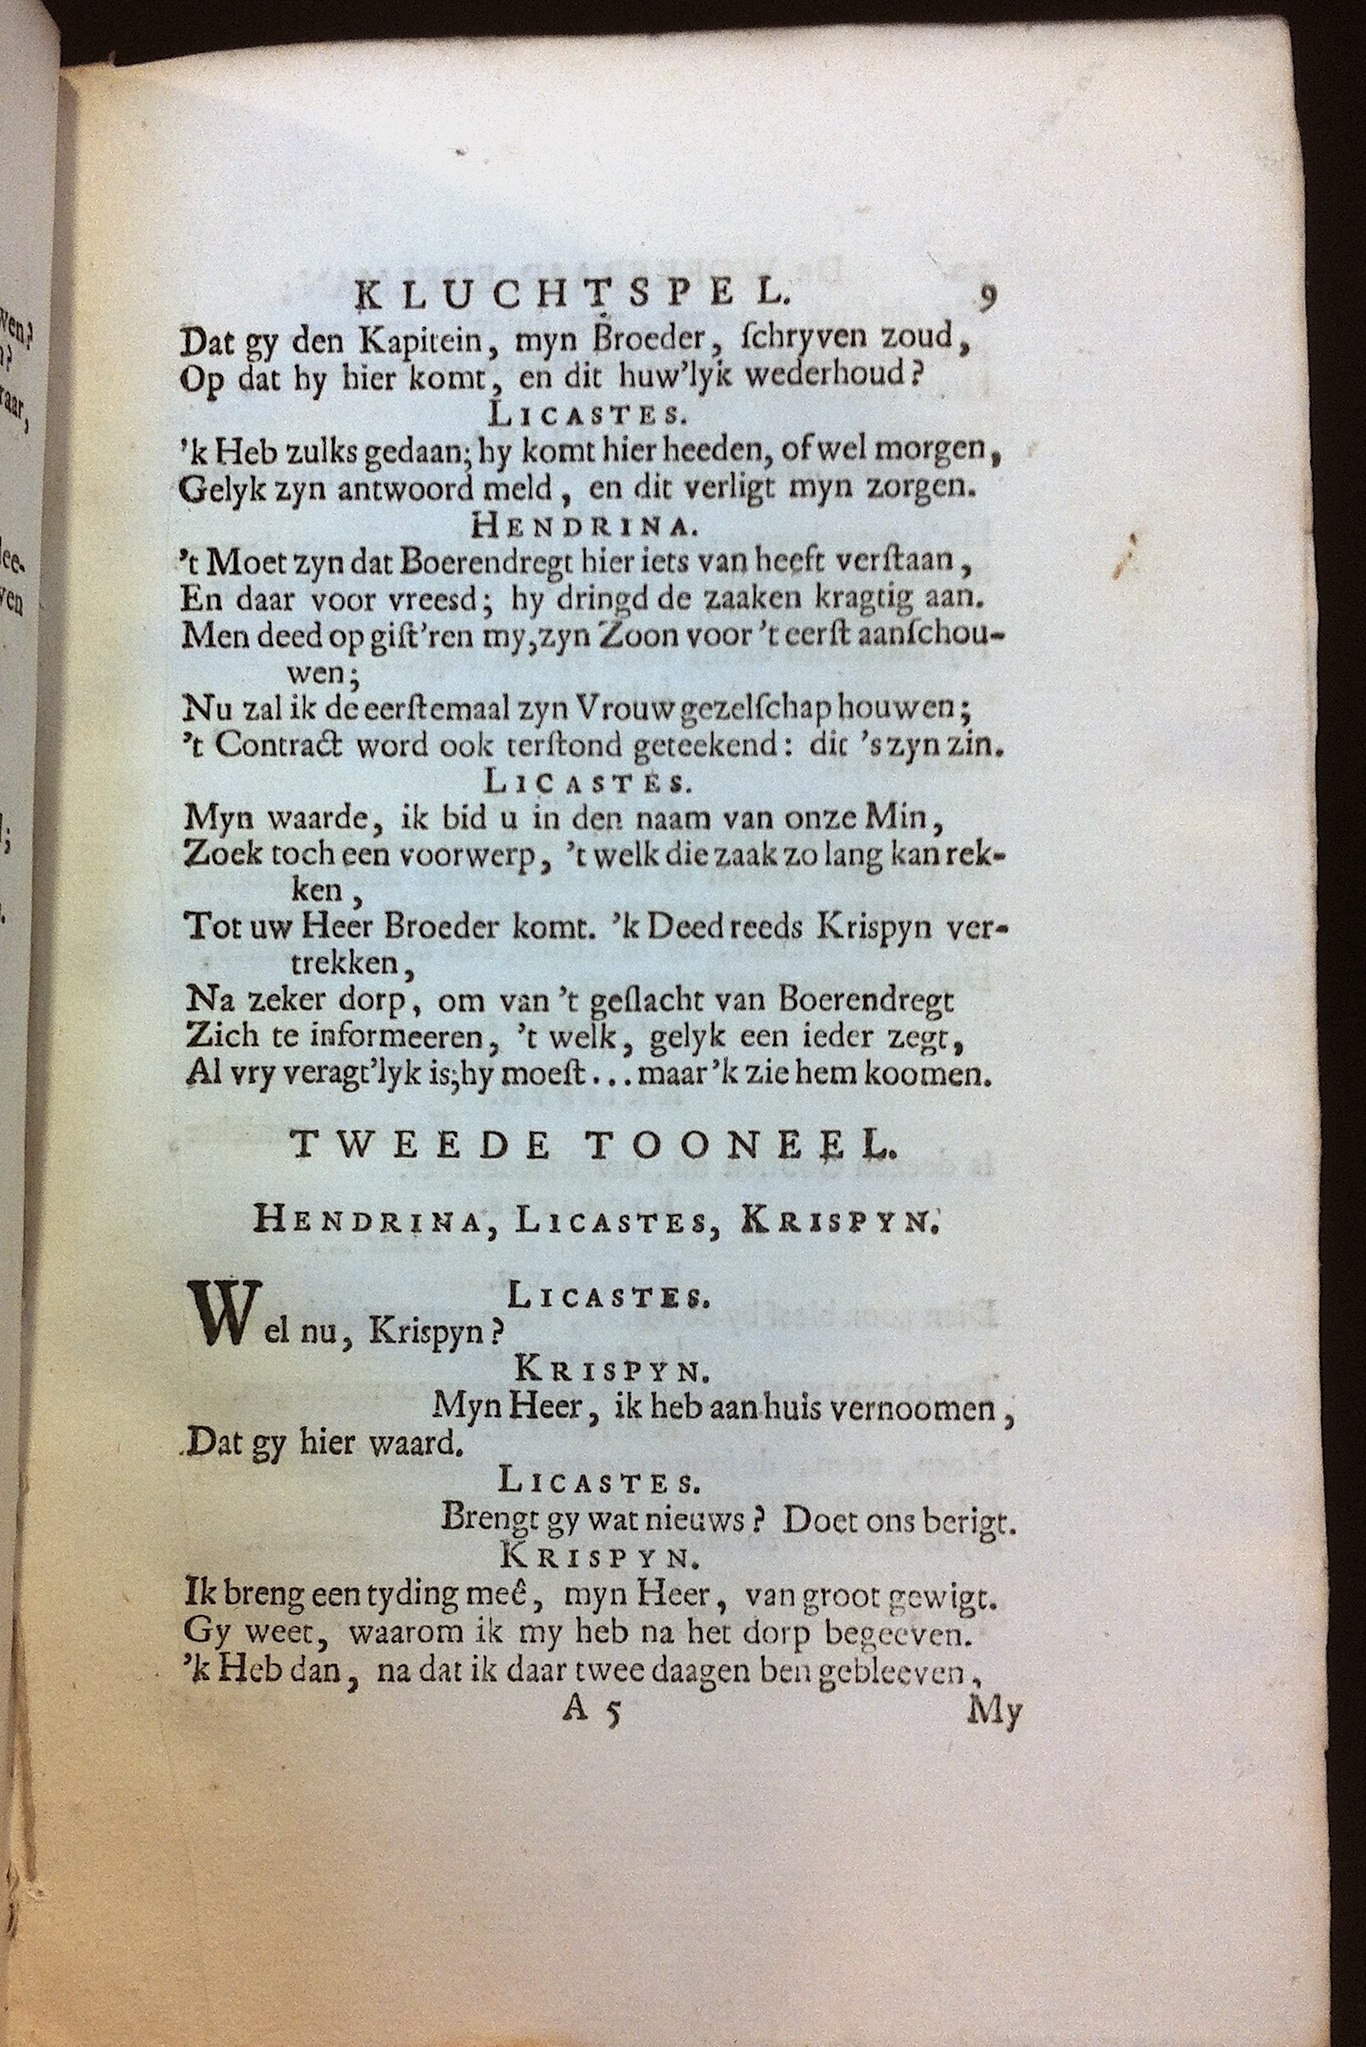 KLUCHTSPEL. 9
Dat gy den Kapitein, myn Broeder, ſchryven zoud,
Op dat hy hier komt, en dit huw'lyk wederhoud?
LICASTES.
'k Heb zulks gedaan; hy komt hier heeden, of wel morgen,
Gelyk zyn antwoord meld, en dit verligt myn zorgen.
HENDRINA.
't Moet zyn dat Boerendregt hier iets van heeft verſtaan,
En daar voor vreesd; hy dringd de zaaken kragtig aan.
Men deed op giſt'ren my, zyn Zoon voor 't eerſt aanſchou-
wen;
Nu zal ik de eerſtemaal zyn Vrouw gezelſchap houwen;
't Contract word ook terſtond geteekend: dit 's zyn zin.
LICASTES.
Myn waarde, ik bid u in den naam van onze Min,
Zoek toch een voorwerp, 't welk die zaak zo lang kan rek-
ken,
Tot uw Heer Broeder komt. 'k Deed reeds Krispyn ver-
trekken,
Na zeker dorp, om van 't geſlacht van Boerendregt
Zich te informeeren, 't welk, gelyk een ieder zegt,
Al vry veragt'lyk is; hy moeſt... maar 'k zie hem koomen.
TWEEDE TOONEEL.
HENDRINA, LICASTES, KRISPYN.
LICASTES.
Wel nu, Krispyn?
KRISPYN.
Myn Heer, ik heb aan huis vernoomen,
Dat gy hier waard.
LICASTES.
Brengt gy wat nieuws? Doet ons berigt.
KRISPYN.
Ik breng een tyding meê, myn Heer, van groot gewigt.
Gy weet, waarom ik my heb na het dorp begeeven.
'k Heb dan, na dat ik daar twee daagen ben gebleeven,
A 5 My